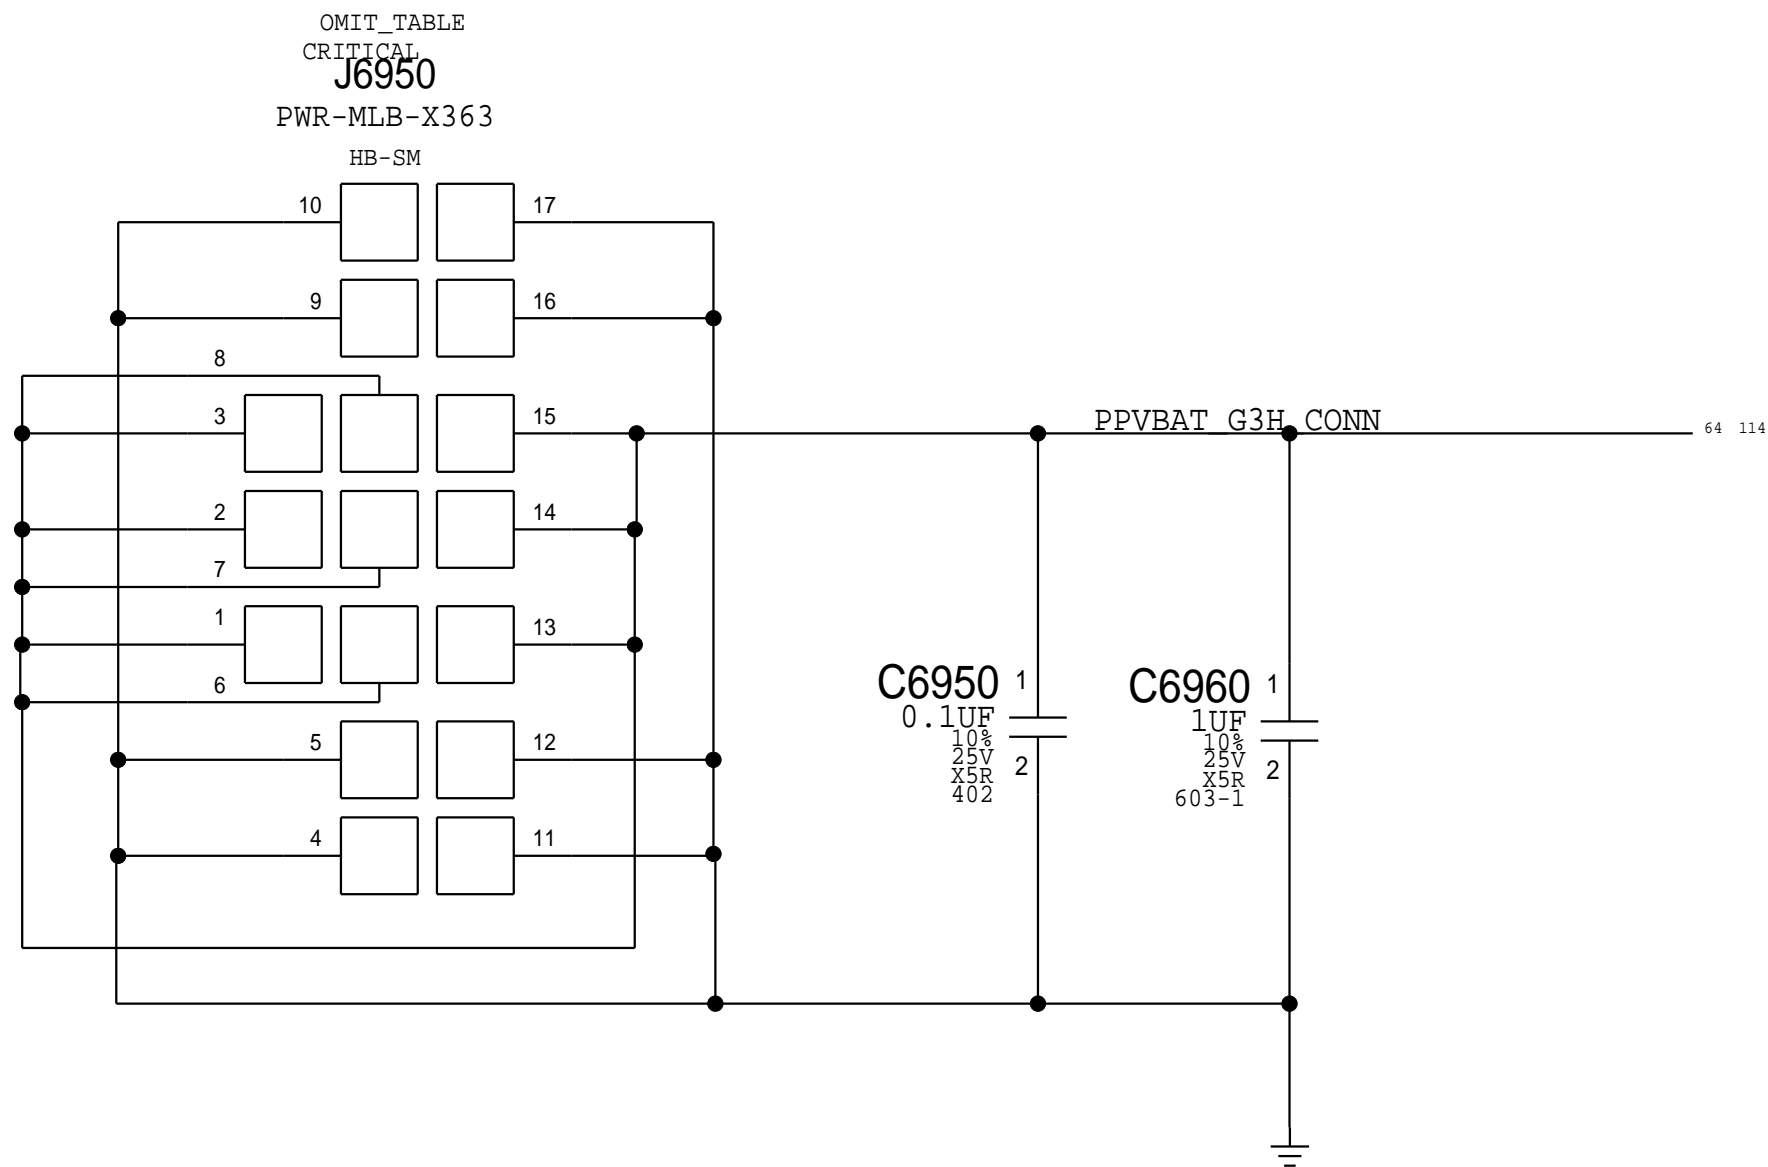 OMIT_TABLE
CRITICAL
J6950
PWR-MLB-X363
HB-SM
10 17
9 16
8
3 15
2 14
7
1 13
6
5 12
4 11
PPVBAT_G3H_CONN
64 114
C6950 1
0.1UF
10%
25V
2
X5R
402
C6960 1
1UF
10%
25V
2
X5R
603-1